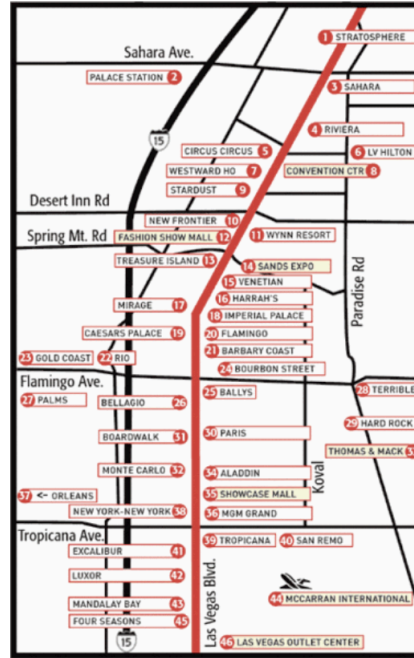 1 STRATOSPHERE
Sahara Ave.
PALACE STATION 2
3 SAHARA
15
4 RIVIERA
CIRCUS CIRCUS 5
6 LV HILTON
WESTWARD HO 7
CONVENTION CTR 8
STARDUST 9
Desert Inn Rd
NEW FRONTIER 10
Spring Mt. Rd
FASHION SHOW MALL 12
11 WYNN RESORT
TREASURE ISLAND 13
14 SANDS EXPO
15 VENETIAN
Paradise Rd
16 HARRAH'S
MIRAGE 17
18 IMPERIAL PALACE
CAESARS PALACE 19
20 FLAMINGO
21 BARBARY COAST
23 GOLD COAST
22 RIO
24 BOURBON STREET
Flamingo Ave.
25 BALLYS
28 TERRIBLE
27 PALMS
BELLAGIO 26
29 HARD ROCK
BOARDWALK 31
30 PARIS
THOMAS & MACK
MONTE CARLO 32
34 ALADDIN
Koval
37 <- ORLEANS
35 SHOWCASE MALL
NEW YORK-NEW YORK 38
36 MGM GRAND
Tropicana Ave.
39 TROPICANA
40 SAN REMO
EXCALIBUR 41
LUXOR 42
Las Vegas Blvd.
44 MCCARRAN INTERNATIONAL
MANDALAY BAY 43
FOUR SEASONS 45
15
46 LAS VEGAS OUTLET CENTER